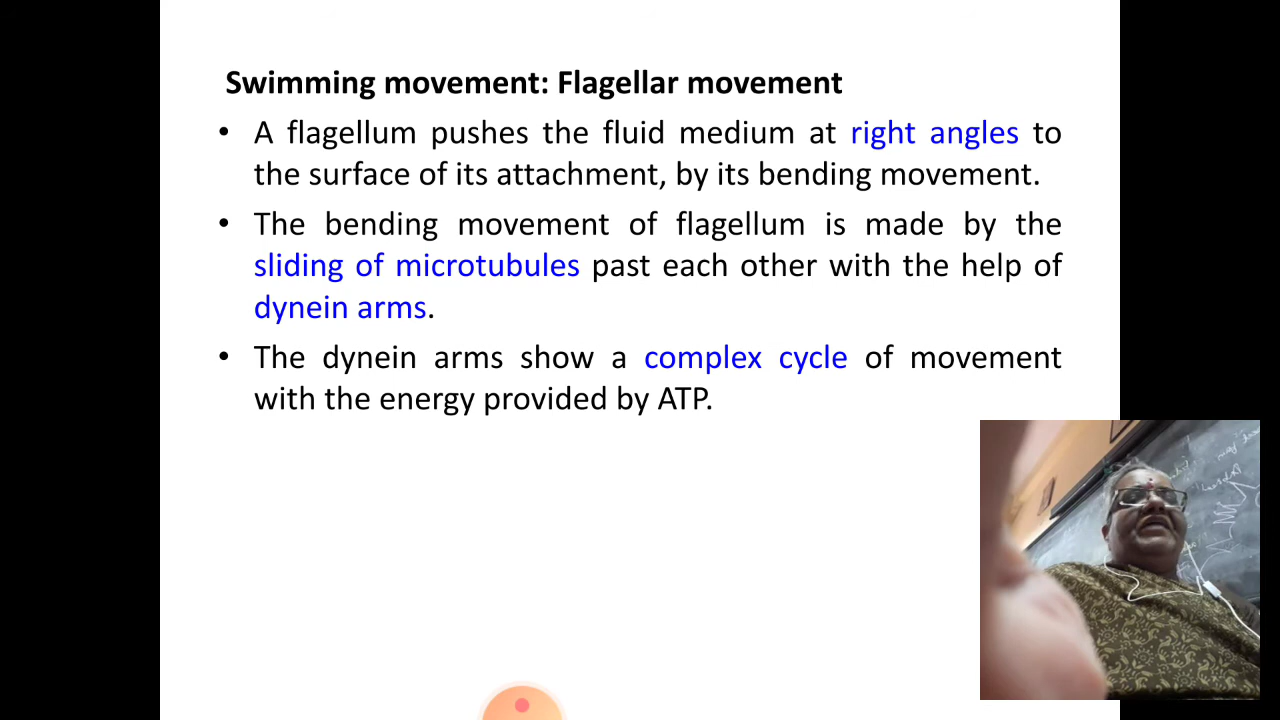 Swimming movement: Flagellar movement
• A flagellum pushes the fluid medium at right angles to
the surface of its attachment, by its bending movement.
• The bending movement of flagellum is made by the
sliding of microtubules past each other with the help of
dynein arms.
• The dynein arms show a complex cycle of movement
with the energy provided by ATP.